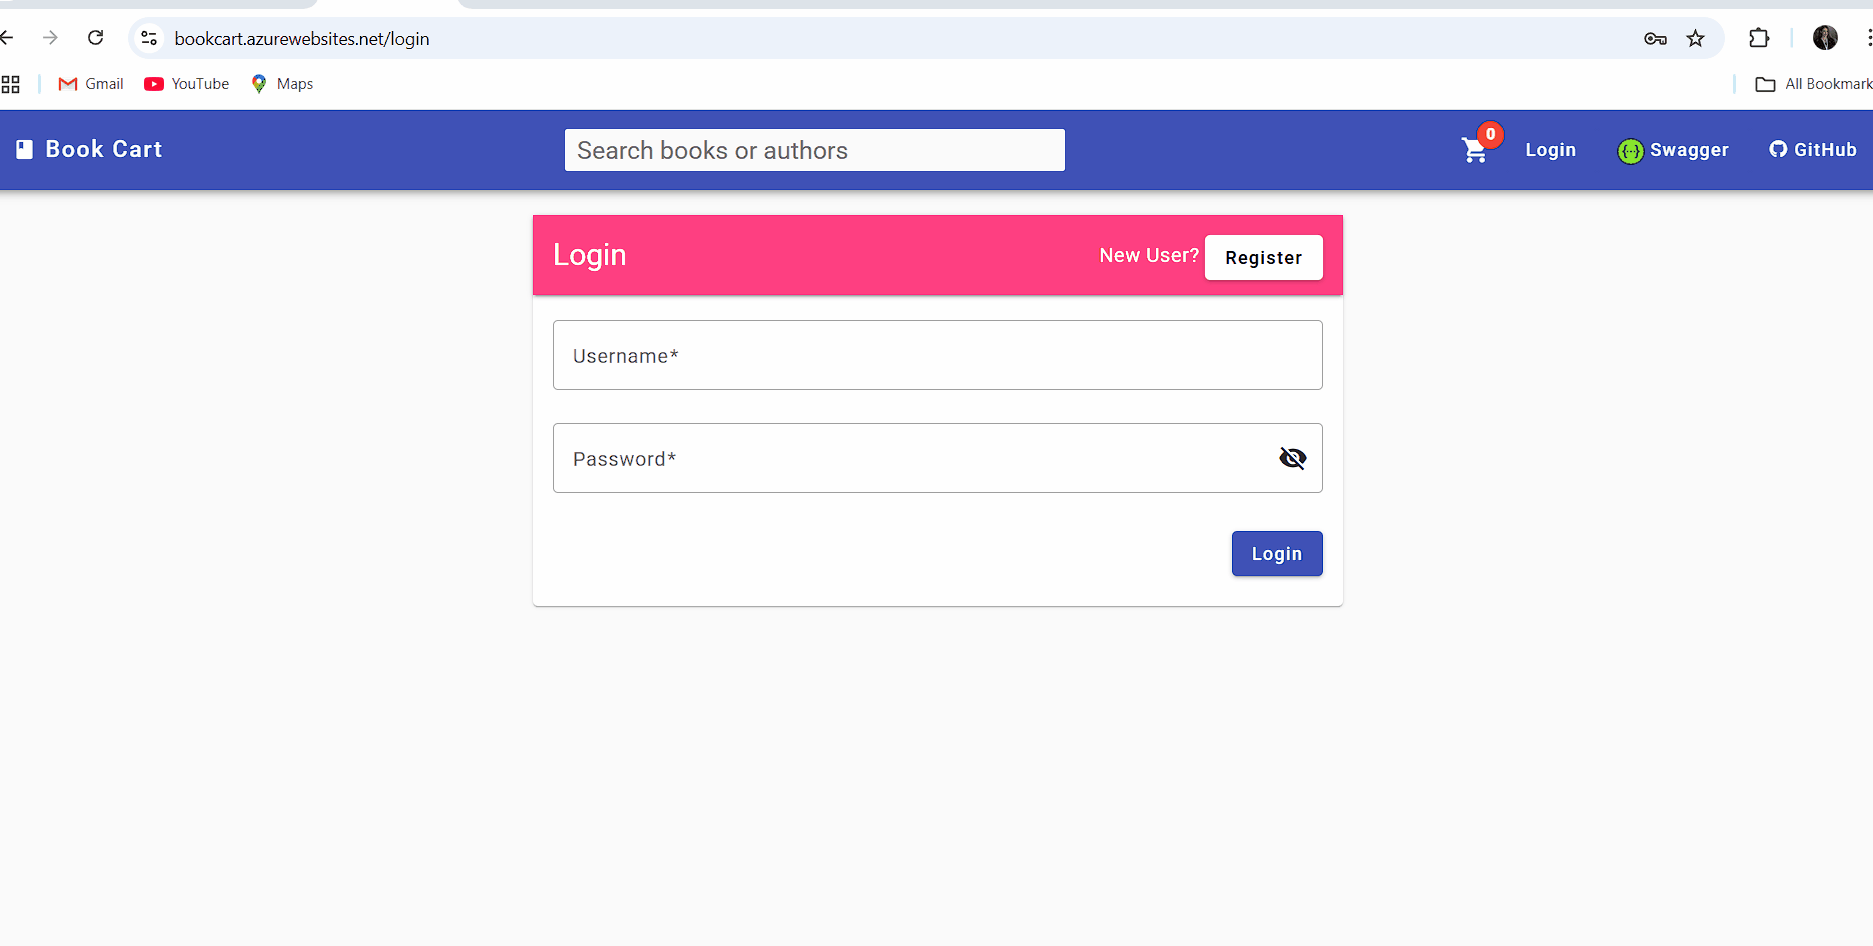 bookcart.azurewebsites.net/login
Gmail YouTube Maps All Bookmark
Book Cart Search books or authors 0 Login {··} Swagger GitHub
Login New User? Register
Username*
Password*
Login